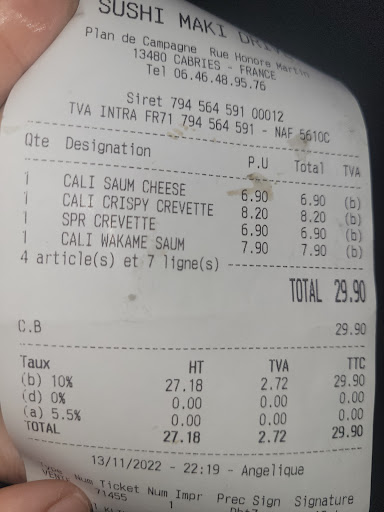 SUSHI MAKI
Plan de Campagne Rue Honore Martin
13480 CABRIES - FRANCE
Tel 06.46.48.95.76
Siret 794 564 591 00012
TVA INTRA FR71 794 564 591 - NAF 5610C
Qte Designation P.U Total TVA
1 CALI SAUM CHEESE 6.90 6.90 (b)
1 CALI CRISPY CREVETTE 8.20 8.20 (b)
1 SPR CREVETTE 6.90 6.90 (b)
1 CALI WAKAME SAUM 7.90 7.90 (b)
4 article(s) et 7 ligne(s)
TOTAL 29.90
C.B 29.90
Taux HT TVA TTC
(b) 10% 27.18 2.72 29.90
(d) 0% 0.00 0.00 0.00
(a) 5.5% 0.00 0.00 0.00
TOTAL 27.18 2.72 29.90
13/11/2022 - 22:19 - Angelique
Num Ticket Num Impr Prec Sign Signature
71455 1